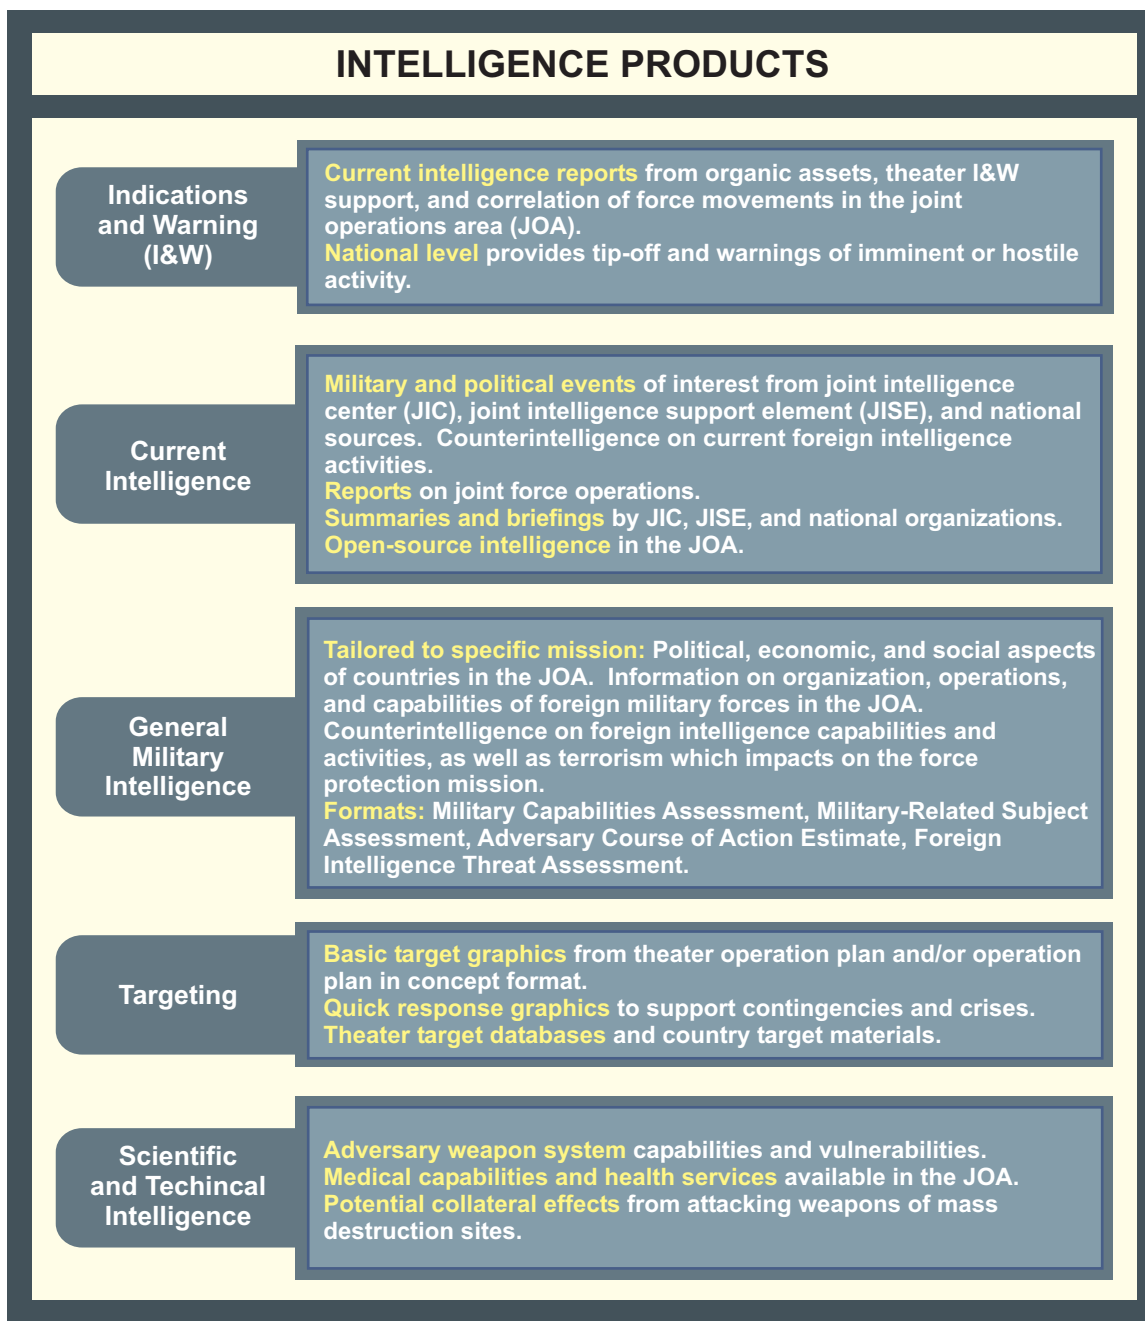 INTELLIGENCE PRODUCTS
Indications
and Warning
(I&W)
Current intelligence reports from organic assets, theater I&W
support, and correlation of force movements in the joint
operations area (JOA).
National level provides tip-off and warnings of imminent or hostile
activity.
Current
Intelligence
Military and political events of interest from joint intelligence
center (JIC), joint intelligence support element (JISE), and national
sources. Counterintelligence on current foreign intelligence
activities.
Reports on joint force operations.
Summaries and briefings by JIC, JISE, and national organizations.
Open-source intelligence in the JOA.
General
Military
Intelligence
Tailored to specific mission: Political, economic, and social aspects
of countries in the JOA. Information on organization, operations,
and capabilities of foreign military forces in the JOA.
Counterintelligence on foreign intelligence capabilities and
activities, as well as terrorism which impacts on the force
protection mission.
Formats: Military Capabilities Assessment, Military-Related Subject
Assessment, Adversary Course of Action Estimate, Foreign
Intelligence Threat Assessment.
Targeting
Basic target graphics from theater operation plan and/or operation
plan in concept format.
Quick response graphics to support contingencies and crises.
Theater target databases and country target materials.
Scientific
and Techincal
Intelligence
Adversary weapon system capabilities and vulnerabilities.
Medical capabilities and health services available in the JOA.
Potential collateral effects from attacking weapons of mass
destruction sites.